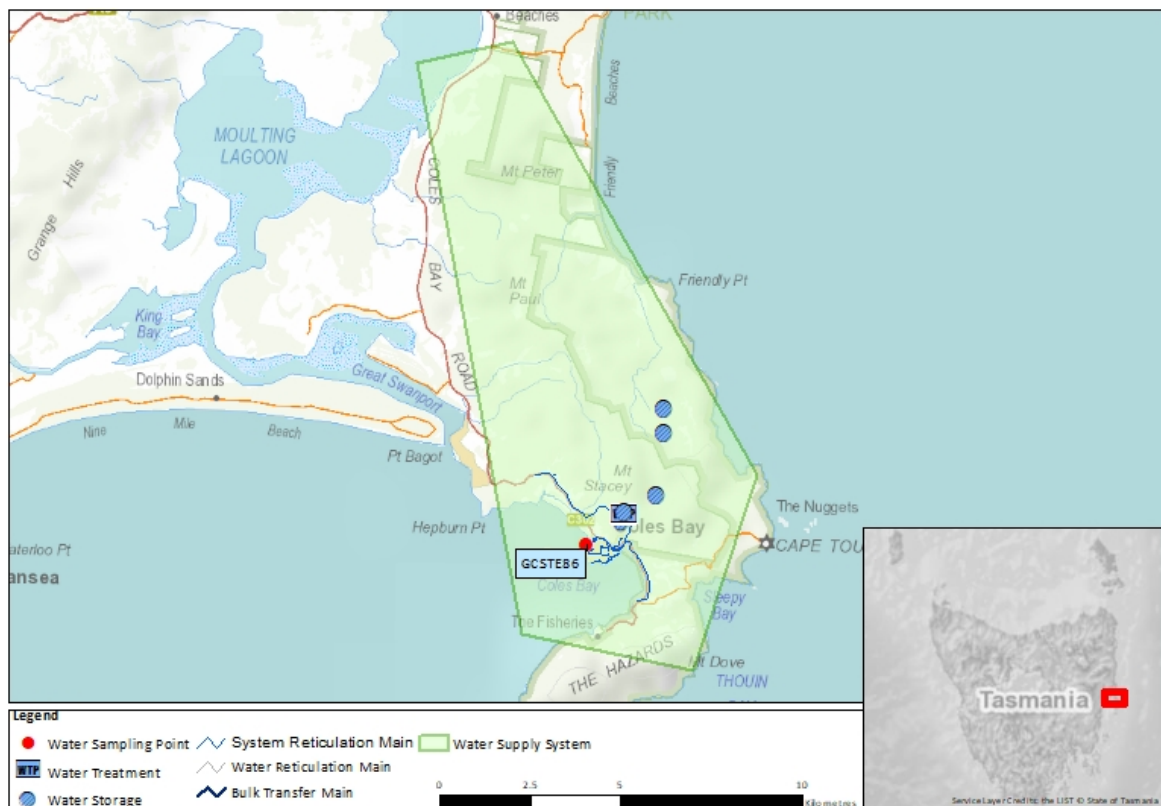 Beaches
PARK
MOULTING
LAGOON
Grange Hills
COLES
BAY
ROAD
Mt Peter
Friendly
Beaches
Mt
Paul
Friendly Pt
King
Bay
Dolphin Sands
Great Swanport
Nine Mile Beach
Pt Bagot
Mt
Stacey
The Nuggets
Hepburn Pt
oles Bay
CAPE TOU
aterloo Pt
ansea
GCSTE86
Coles Bay
Sleepy
Bay
The Fisheries
THE HAZARDS
Mt Dove
THOUIN
Tasmania
Legend
Water Sampling Point
System Reticulation Main
Water Supply System
WTP
Water Treatment
Water Reticulation Main
Water Storage
Bulk Transfer Main
0 2.5 5 10
Kilometres
Service Layer Credits: the LIST © State of Tasmania